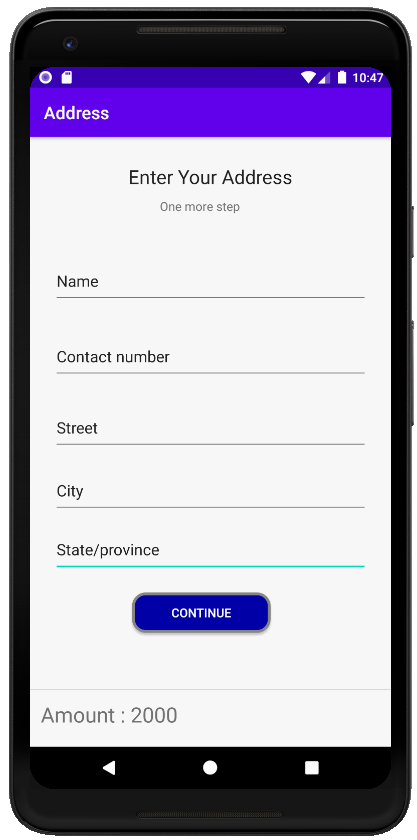 10:47
Address
Enter Your Address
One more step
Name
Contact number
Street
City
State/province
CONTINUE
Amount : 2000